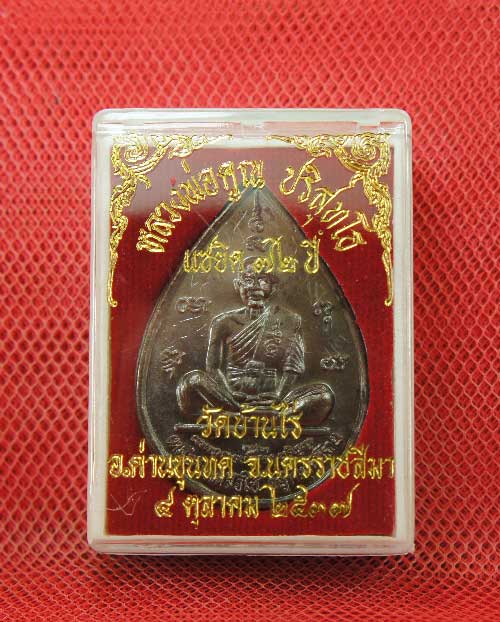 หลวงพ่อคูณ ปริสุทโธ
แซยิด ๗๒ ปี
วัดบ้านไร่
อ.ด่านขุนทด จ.นครราชสีมา
๔ ตุลาคม ๒๕๓๗